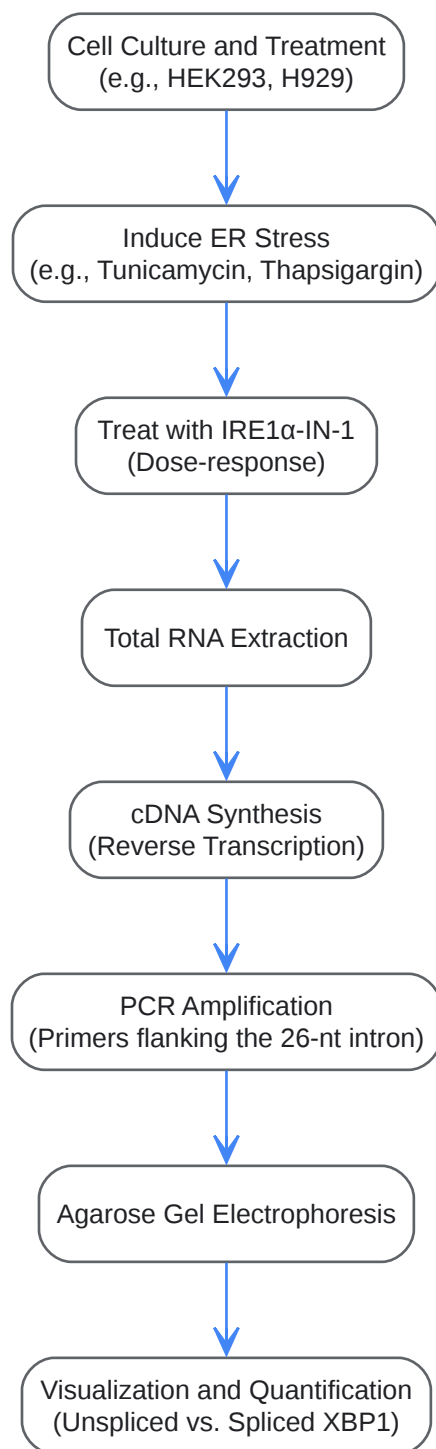 Cell Culture and Treatment
(e.g., HEK293, H929)
Induce ER Stress
(e.g., Tunicamycin, Thapsigargin)
Treat with IRE1α-IN-1
(Dose-response)
Total RNA Extraction
cDNA Synthesis
(Reverse Transcription)
PCR Amplification
(Primers flanking the 26-nt intron)
Agarose Gel Electrophoresis
Visualization and Quantification
(Unspliced vs. Spliced XBP1)